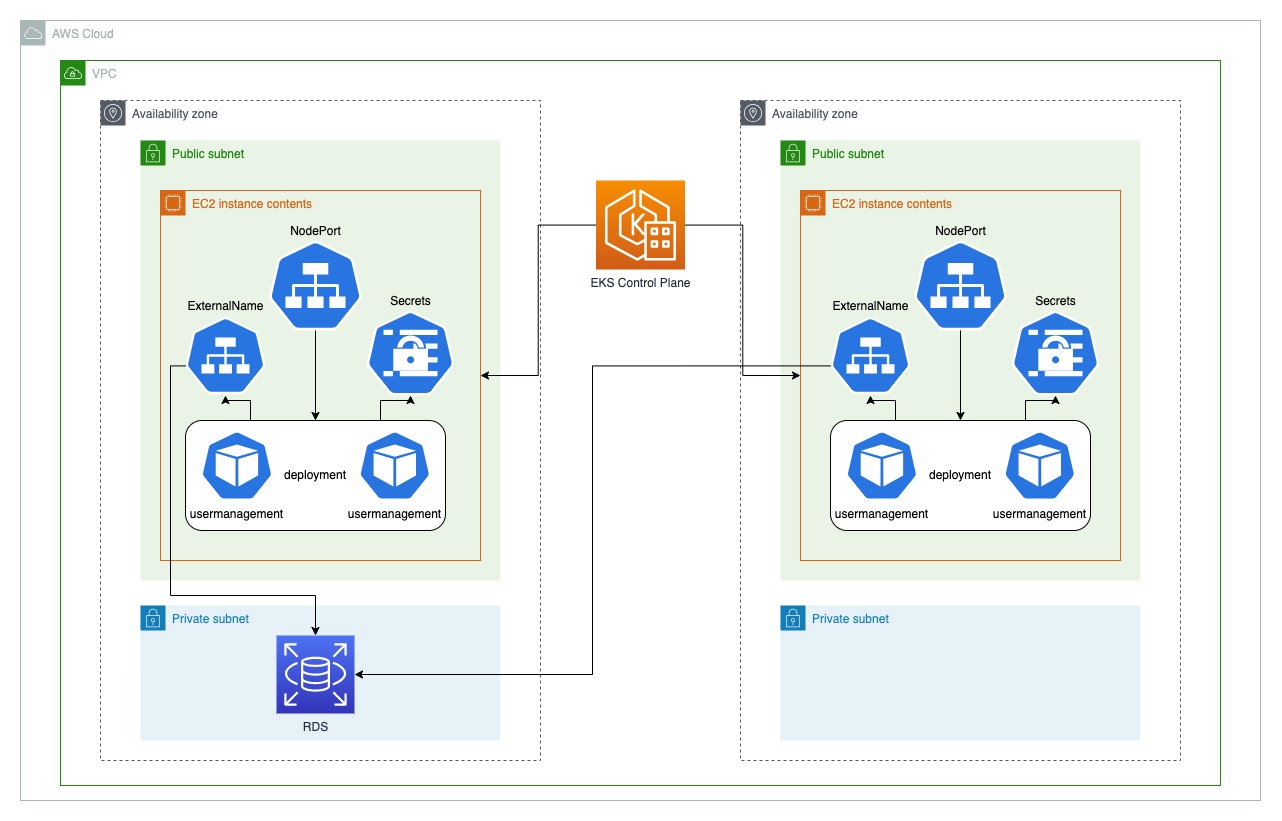 AWS Cloud
VPC
Availability zone
Public subnet
EC2 instance contents
NodePort
ExternalName
Secrets
deployment
usermanagement
usermanagement
Private subnet
RDS
K
EKS Control Plane
Availability zone
Public subnet
EC2 instance contents
NodePort
ExternalName
Secrets
deployment
usermanagement
usermanagement
Private subnet